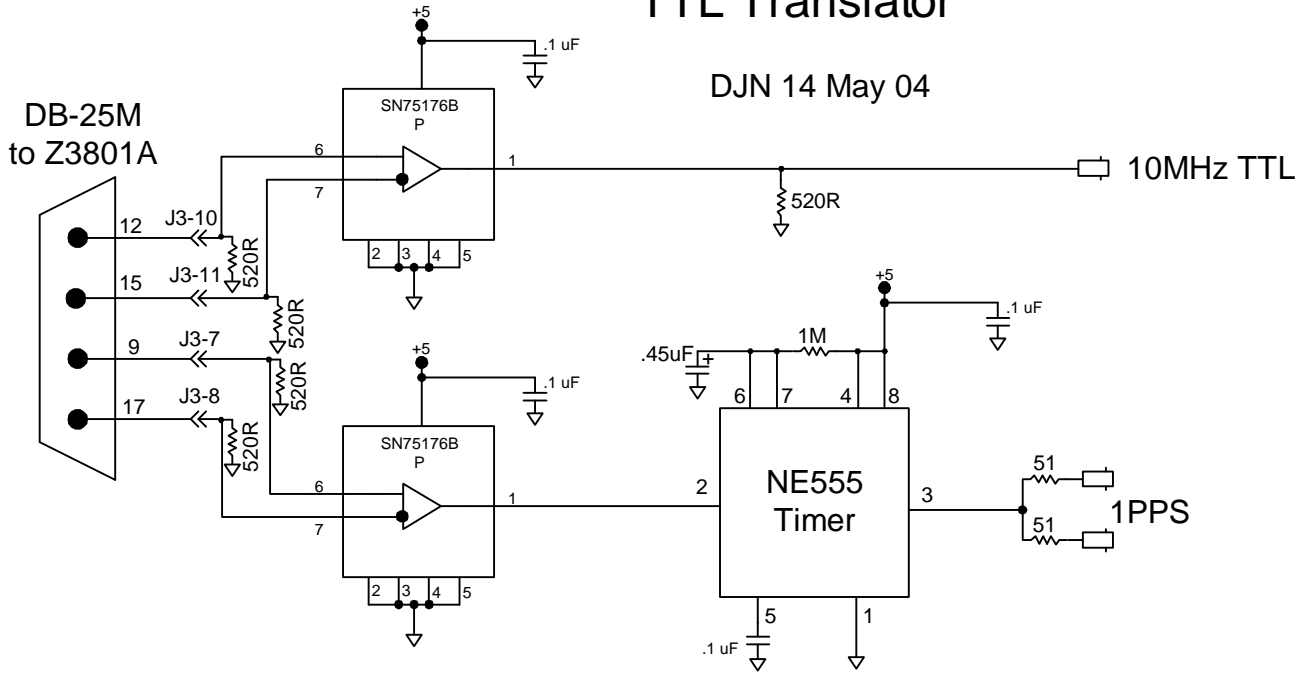 TTL Translator
DJN 14 May 04
DB-25M
to Z3801A
+5
.1 uF
SN75176B
P
6
7
1
2
3
4
5
10MHz TTL
520R
12
J3-10
520R
15
J3-11
520R
9
J3-7
520R
17
J3-8
520R
+5
.1 uF
SN75176B
P
6
7
1
2
3
4
5
+5
.1 uF
1M
.45uF
+
6
7
4
8
2
NE555
Timer
3
5
1
.1 uF
51
51
1PPS